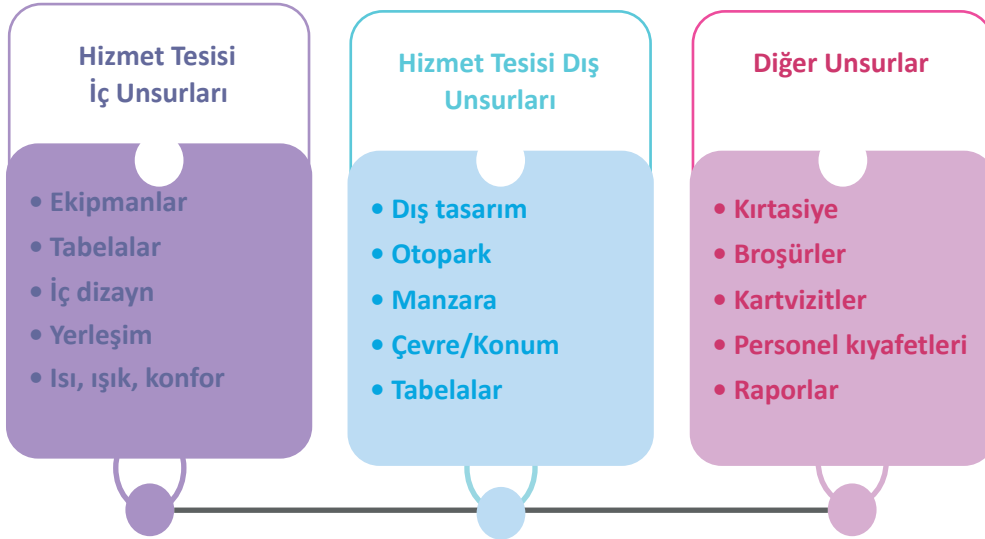 Hizmet Tesisi
İç Unsurları
• Ekipmanlar
• Tabelalar
• İç dizayn
• Yerleşim
• Isı, ışık, konfor
Hizmet Tesisi Dış
Unsurları
• Dış tasarım
• Otopark
• Manzara
• Çevre/Konum
• Tabelalar
Diğer Unsurlar
• Kırtasiye
• Broşürler
• Kartvizitler
• Personel kıyafetleri
• Raporlar